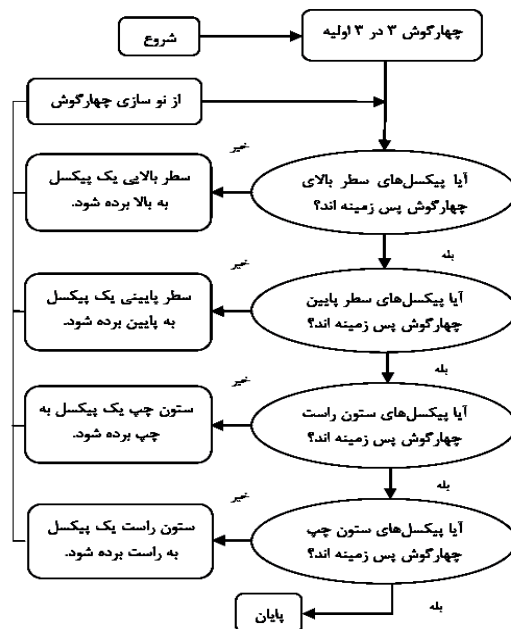 شروع
چهارگوش ۳ در ۳ اولیه
از نو سازی چهارگوش
آیا پیکسل‌های سطر بالای
چهارگوش پس زمینه اند؟
خیر
سطر بالایی یک پیکسل
به بالا برده شود.
بله
آیا پیکسل‌های سطر پایین
چهارگوش پس زمینه اند؟
خیر
سطر پایینی یک پیکسل
به پایین برده شود.
بله
آیا پیکسل‌های ستون راست
چهارگوش پس زمینه اند؟
خیر
ستون چپ یک پیکسل به
چپ برده شود.
بله
آیا پیکسل‌های ستون چپ
چهارگوش پس زمینه اند؟
خیر
ستون راست یک پیکسل
به راست برده شود.
بله
پایان